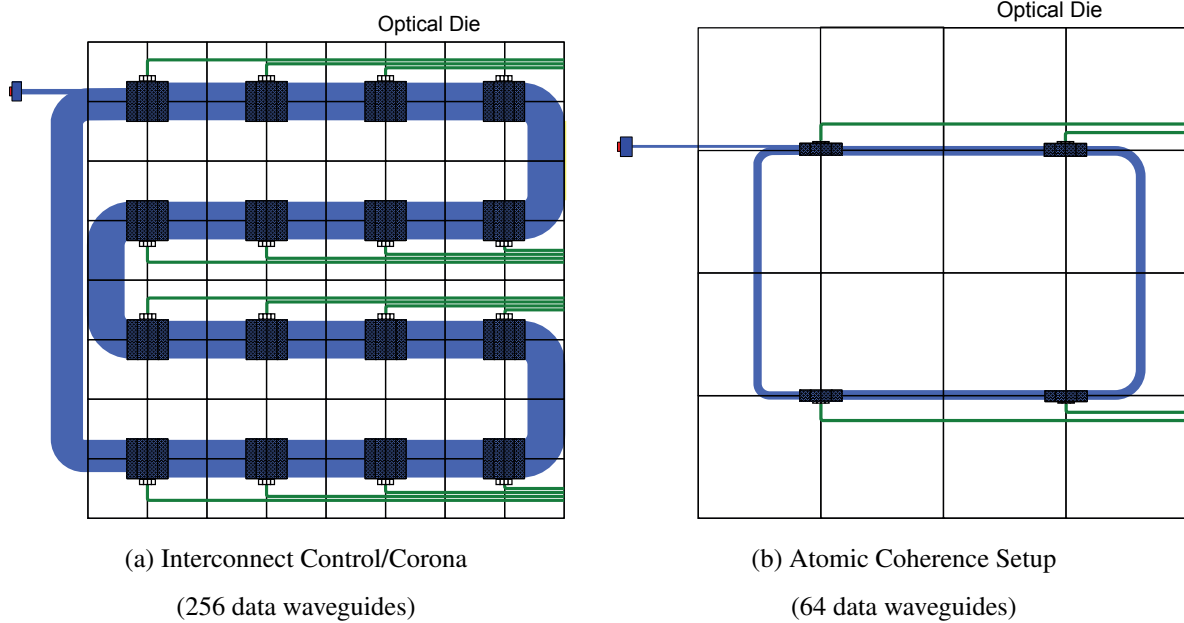 Optical Die
Optical Die
(a) Interconnect Control/Corona
(256 data waveguides)
(b) Atomic Coherence Setup
(64 data waveguides)